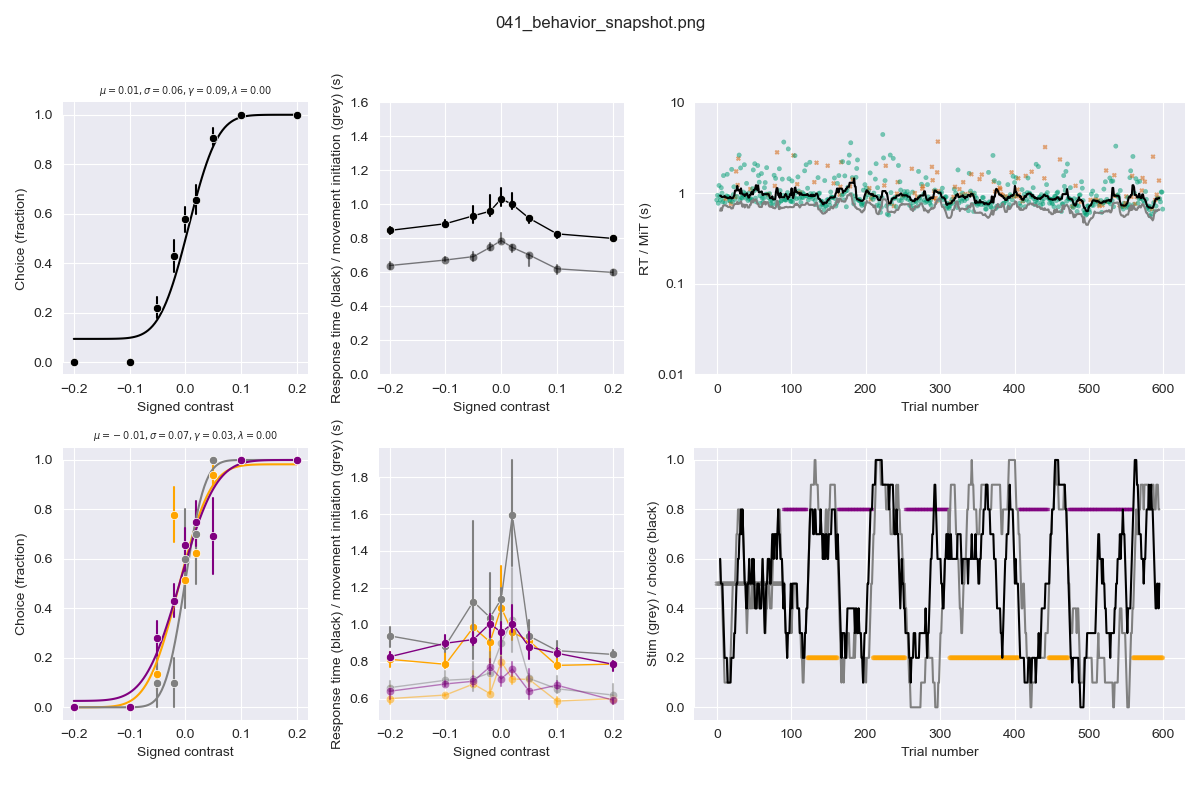 041_behavior_snapshot.png
μ = 0.01, σ = 0.06, γ = 0.09, λ = 0.00
Choice (fraction)
1.0
0.8
0.6
0.4
0.2
0.0
−0.2 −0.1 0.0 0.1 0.2
Signed contrast
Response time (black) / movement initiation (grey) (s)
1.6
1.4
1.2
1.0
0.8
0.6
0.4
0.2
0.0
−0.2 −0.1 0.0 0.1 0.2
Signed contrast
RT / MiT (s)
10
1
0.1
0.01
0 100 200 300 400 500 600
Trial number
μ = −0.01, σ = 0.07, γ = 0.03, λ = 0.00
Choice (fraction)
1.0
0.8
0.6
0.4
0.2
0.0
−0.2 −0.1 0.0 0.1 0.2
Signed contrast
Response time (black) / movement initiation (grey) (s)
1.8
1.6
1.4
1.2
1.0
0.8
0.6
−0.2 −0.1 0.0 0.1 0.2
Signed contrast
Stim (grey) / choice (black)
1.0
0.8
0.6
0.4
0.2
0.0
0 100 200 300 400 500 600
Trial number